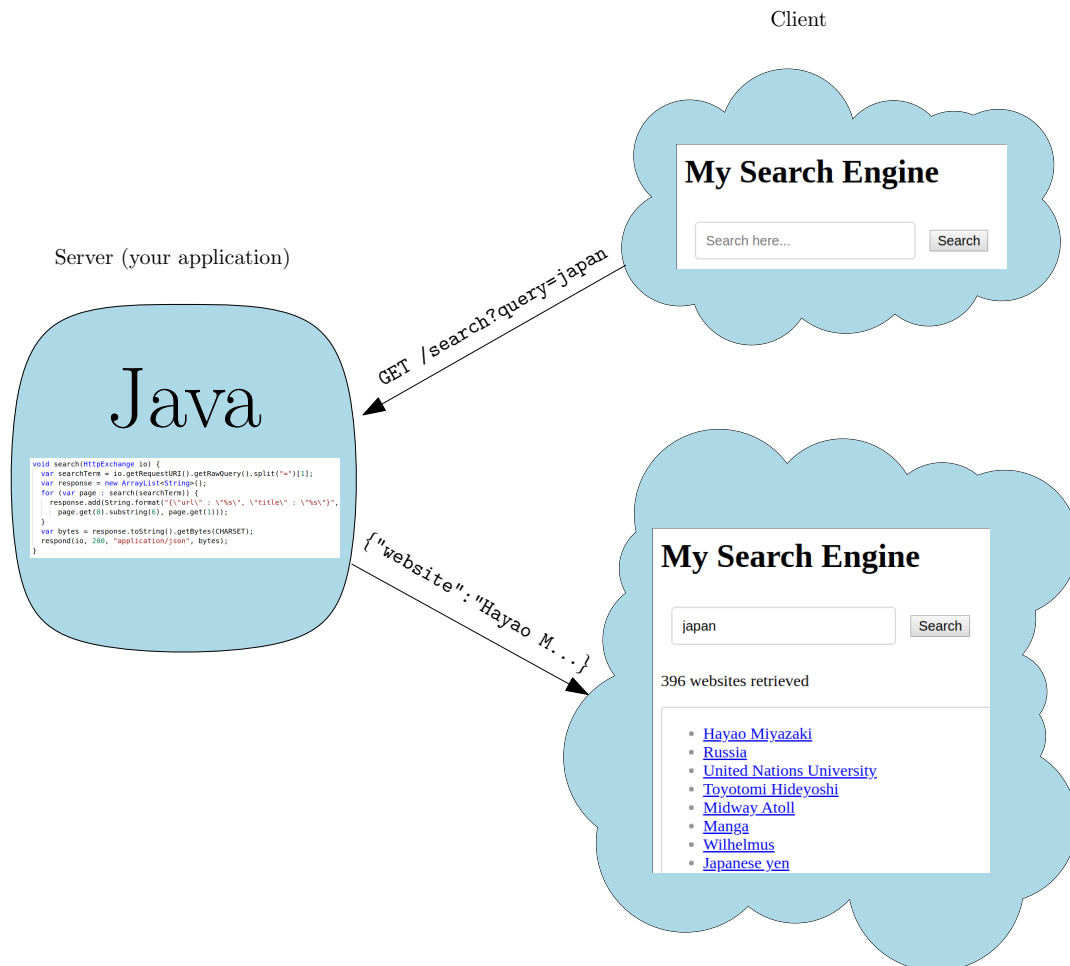 Client
My Search Engine
Search here... Search
GET /search?query=japan
Server (your application)
Java
void search(HttpExchange io) {
var searchTerm = io.getRequestURI().getRawQuery().split("=")[1];
var response = new ArrayList<String>();
for (var page : search(searchTerm)) {
response.add(String.format("{\"url\" : \"%s\", \"title\" : \"%s\"}",
page.get(0).substring(6), page.get(1)));
}
var bytes = response.toString().getBytes(CHARSET);
respond(io, 200, "application/json", bytes);
}
{"website":"Hayao M...}
My Search Engine
japan Search
396 websites retrieved
Hayao Miyazaki
Russia
United Nations University
Toyotomi Hideyoshi
Midway Atoll
Manga
Wilhelmus
Japanese yen